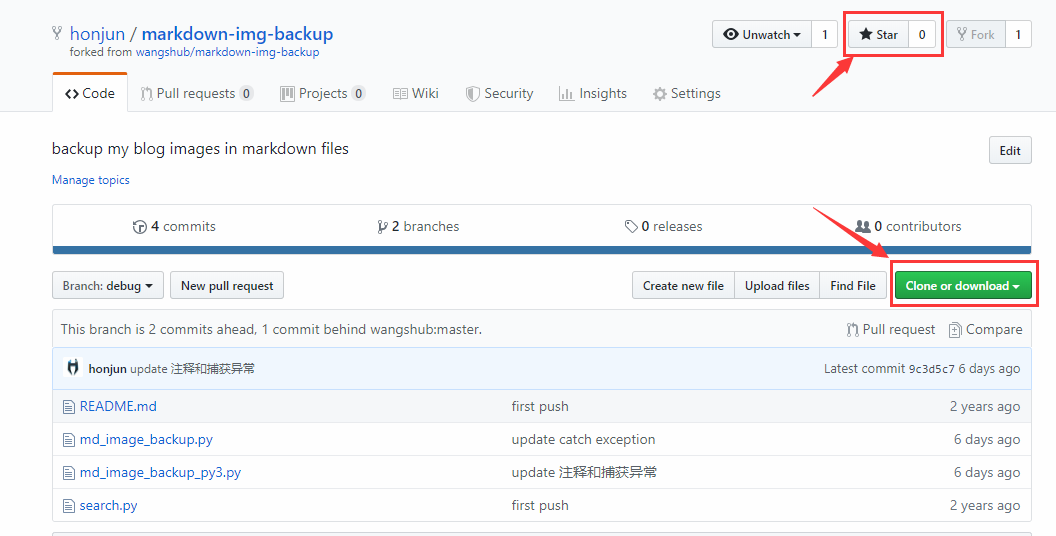 honjun / markdown-img-backup
Unwatch 1 Star 0 Fork 1
forked from wangshub/markdown-img-backup
Code Pull requests 0 Projects 0 Wiki Security Insights Settings
backup my blog images in markdown files
Edit
Manage topics
4 commits 2 branches 0 releases 0 contributors
Branch: debug New pull request Create new file Upload files Find File Clone or download
This branch is 2 commits ahead, 1 commit behind wangshub:master. Pull request Compare
honjun update 注释和捕获异常 Latest commit 9c3d5c7 6 days ago
README.md first push 2 years ago
md_image_backup.py update catch exception 6 days ago
md_image_backup_py3.py update 注释和捕获异常 6 days ago
search.py first push 2 years ago